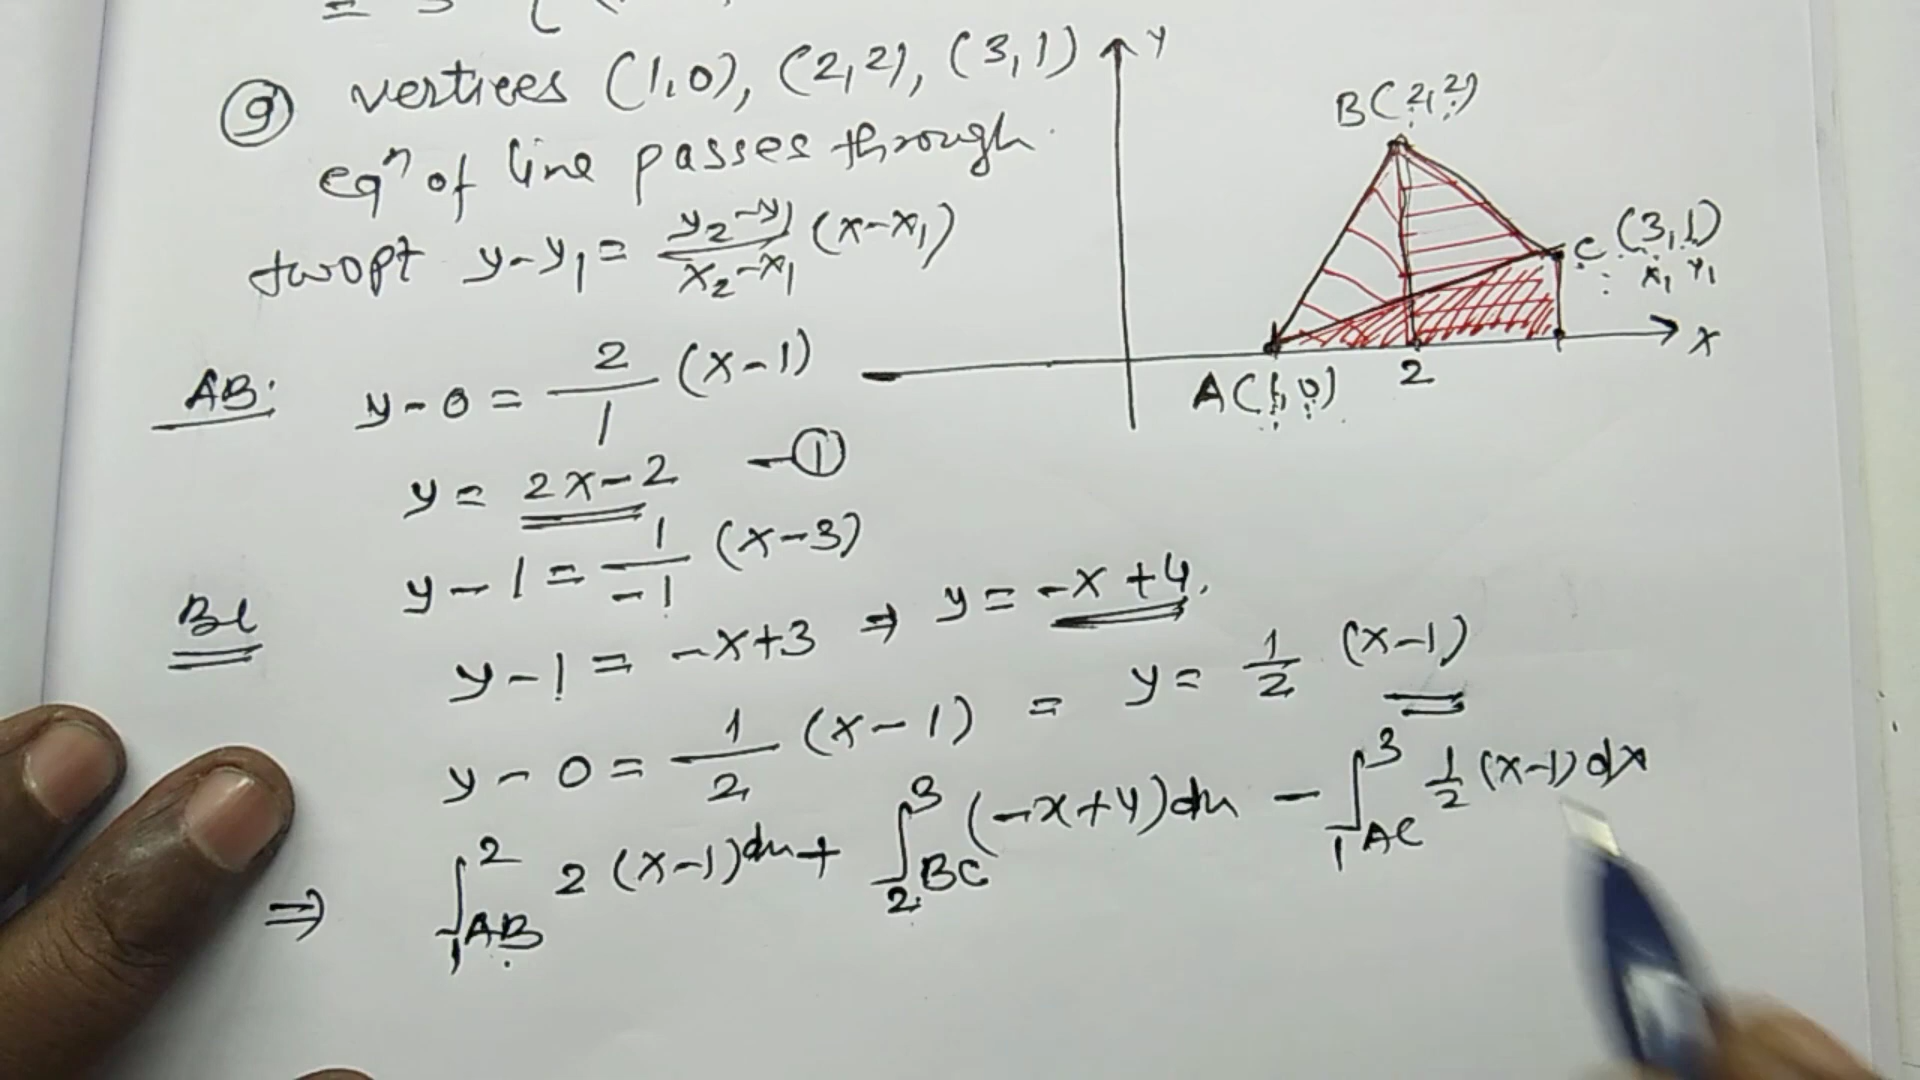 ⑨ vertices (1,0), (2,2), (3,1)
eqⁿ of line passes through
two pt y-y₁ = (y₂-y₁)/(x₂-x₁) (x-x₁)
Y
B(2,2)
C (3,1)
x₁ y₁
X
A(1,0)
2
AB: y-0 = 2/1 (x-1)
y = 2x-2 —①
BC y-1 = 1/-1 (x-3)
y-1 = -x+3 ⇒ y = -x+4.
y-0 = 1/2 (x-1) = y = 1/2 (x-1)
⇒ ∫₁² AB 2(x-1)dx + ∫₂³ BC (-x+4)dx - ∫₁³ AC 1/2 (x-1)dx